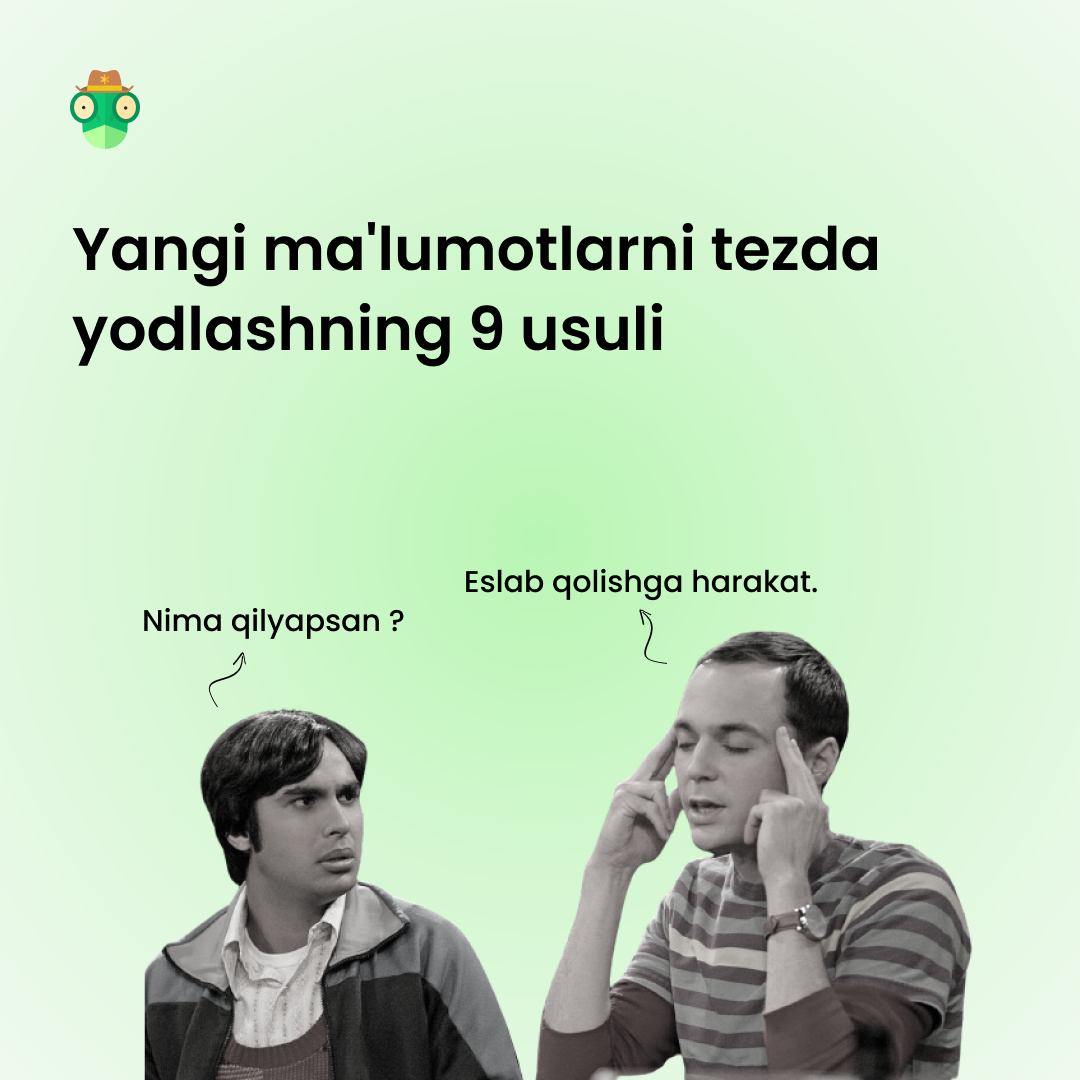 Yangi ma'lumotlarni tezda
yodlashning 9 usuli
Eslab qolishga harakat.
Nima qilyapsan ?